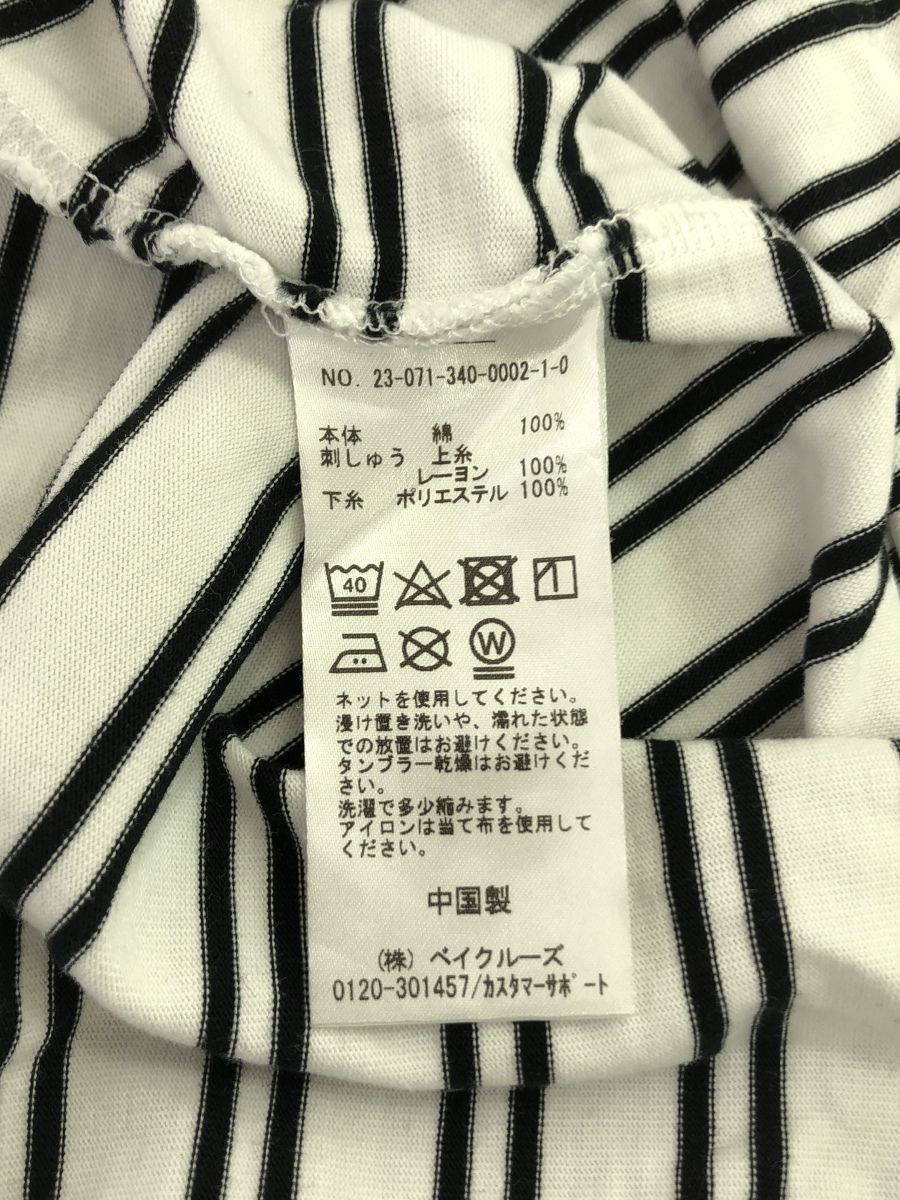 NO. 23-071-340-0002-1-0
本体 綿 100%
刺しゅう 上糸
レーヨン 100%
下糸 ポリエステル 100%
40
W
ネットを使用してください。
浸け置き洗いや、濡れた状態
での放置はお避けください。
タンブラー乾燥はお避けくだ
さい。
洗濯で多少縮みます。
アイロンは当て布を使用して
ください。
中国製
(株) ベイクルーズ
0120-301457/カスタマーサポート